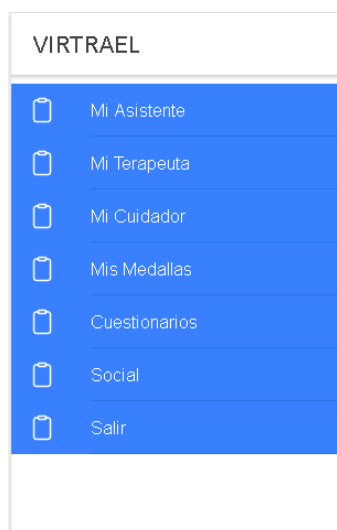 VIRTRAEL
Mi Asistente
Mi Terapeuta
Mi Cuidador
Mis Medallas
Cuestionarios
Social
Salir